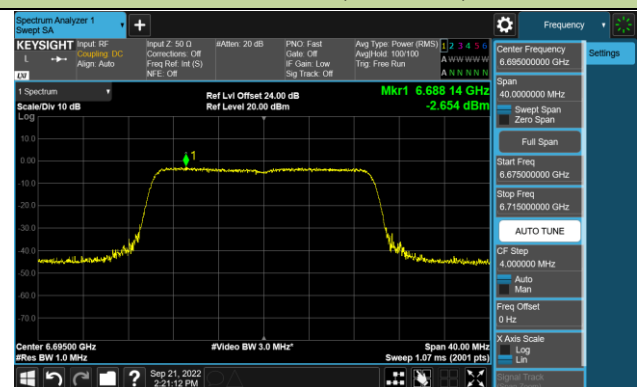 Spectrum Analyzer 1
Swept SA
Frequency
KEYSIGHT
L
LXI
Input: RF
Coupling: DC
Align: Auto
Input Z: 50 Ω
Corrections: Off
Freq Ref: Int (S)
NFE: Off
#Atten: 20 dB
PNO: Fast
Gate: Off
IF Gain: Low
Sig Track: Off
Avg Type: Power (RMS)
Avg|Hold: 100/100
Trig: Free Run
1 2 3 4 5 6
A W W W W W
A N N N N N
Settings
Center Frequency
6.695000000 GHz
Span
40.0000000 MHz
Swept Span
Zero Span
Full Span
Start Freq
6.675000000 GHz
Stop Freq
6.715000000 GHz
AUTO TUNE
CF Step
4.000000 MHz
Auto
Man
Freq Offset
0 Hz
X Axis Scale
Log
Lin
Signal Track
1 Spectrum
Scale/Div 10 dB
Log
Ref Lvl Offset 24.00 dB
Ref Level 20.00 dBm
Mkr1 6.688 14 GHz
-2.654 dBm
1
10.0
0.00
-10.0
-20.0
-30.0
-40.0
-50.0
-60.0
-70.0
Center 6.69500 GHz
#Res BW 1.0 MHz
#Video BW 3.0 MHz*
Span 40.00 MHz
Sweep 1.07 ms (2001 pts)
?
Sep 21, 2022
2:21:12 PM